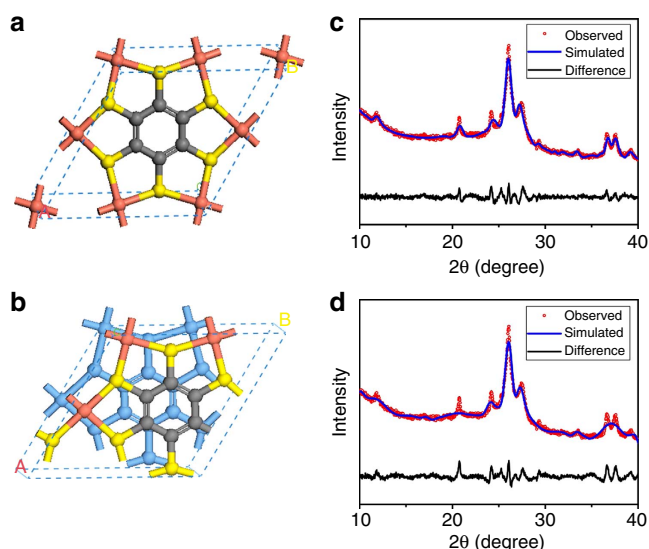 a
B
A
c
Observed
Simulated
Difference
Intensity
10
20
30
40
2θ (degree)
b
B
A
d
Observed
Simulated
Difference
Intensity
10
20
30
40
2θ (degree)